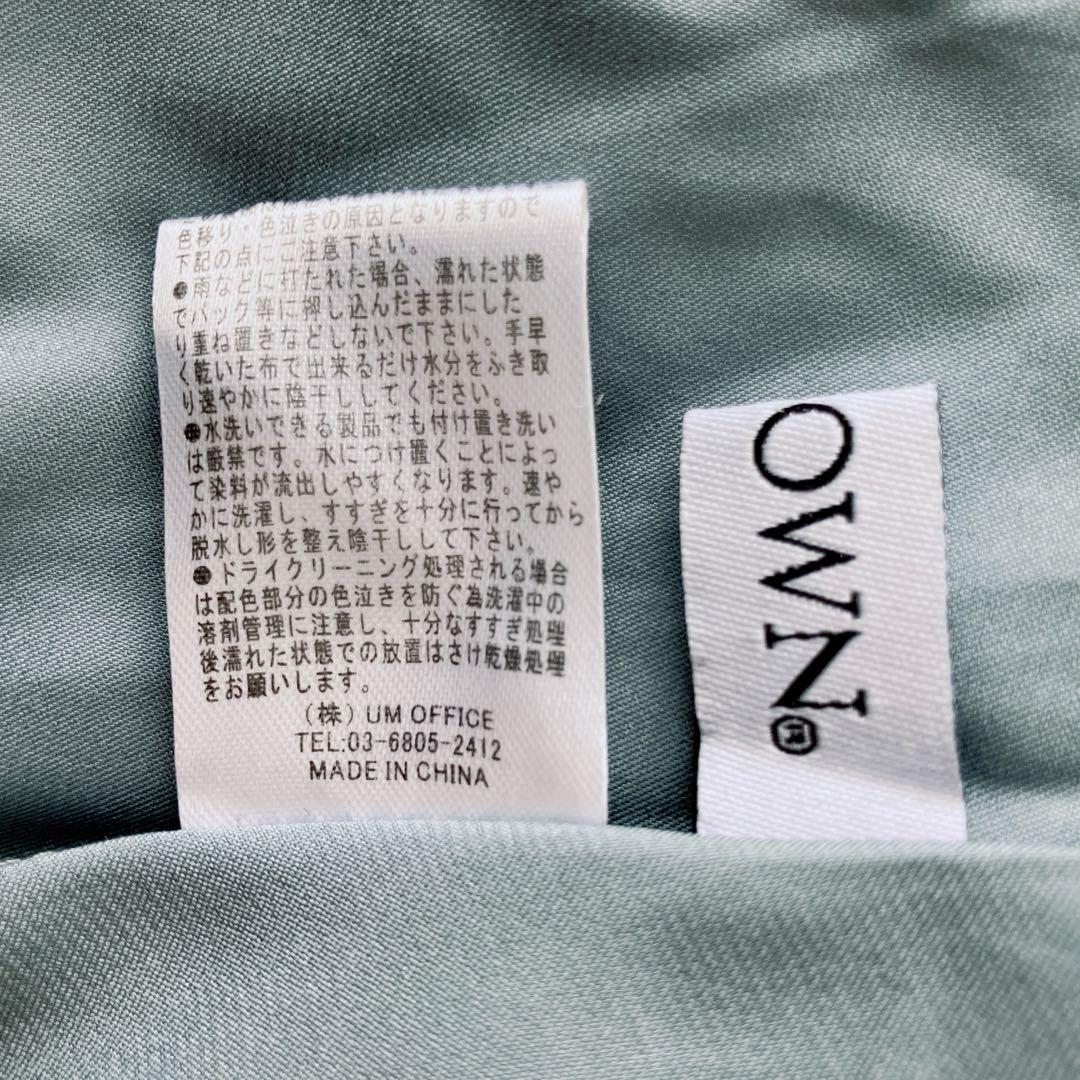 色移り・色泣きの原因となりますので
下記の点にご注意下さい。
●雨などに打たれた場合、濡れた状態
でバック等に押し込んだままにした
り重ね置きなどしないで下さい。手早
く乾いた布で出来るだけ水分をふき取
り速やかに陰干ししてください。
●水洗いできる製品でも付け置き洗い
は厳禁です。水につけ置くことによっ
て染料が流出しやすくなります。速や
かに洗濯し、すすぎを十分に行ってから
脱水し形を整え陰干しして下さい。
●ドライクリーニング処理される場合
は配色部分の色泣きを防ぐ為洗濯中の
溶剤管理に注意し、十分なすすぎ処理
後濡れた状態での放置はさけ乾燥処理
をお願いします。
(株) UM OFFICE
TEL:03-6805-2412
MADE IN CHINA
OWN®